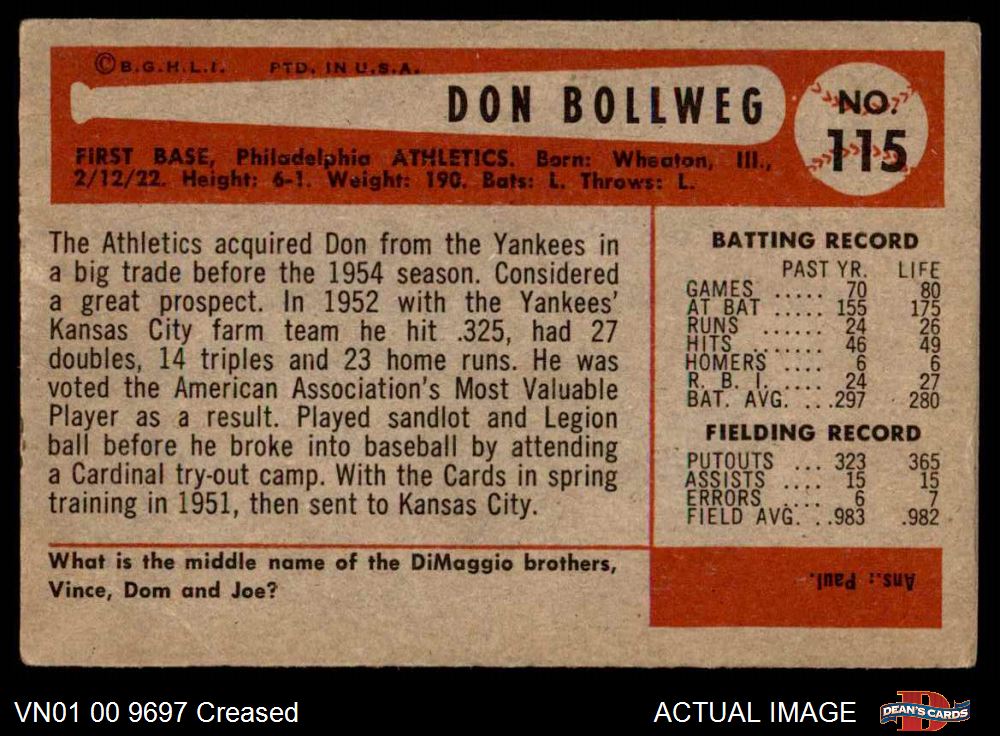 © B.G.H.L.I. PTD. IN U.S.A.
DON BOLLWEG
NO.
115
FIRST BASE, Philadelphia ATHLETICS. Born: Wheaton, Ill.,
2/12/22. Height: 6-1. Weight: 190. Bats: L. Throws: L.
The Athletics acquired Don from the Yankees in
a big trade before the 1954 season. Considered
a great prospect. In 1952 with the Yankees'
Kansas City farm team he hit .325, had 27
doubles, 14 triples and 23 home runs. He was
voted the American Association's Most Valuable
Player as a result. Played sandlot and Legion
ball before he broke into baseball by attending
a Cardinal try-out camp. With the Cards in spring
training in 1951, then sent to Kansas City.
BATTING RECORD
PAST YR. LIFE
GAMES ..... 70 80
AT BAT ..... 155 175
RUNS ...... 24 26
HITS ....... 46 49
HOMERS ..... 6 6
R. B. I. .... 24 27
BAT. AVG. ...297 280
FIELDING RECORD
PUTOUTS ... 323 365
ASSISTS .... 15 15
ERRORS .... 6 7
FIELD AVG. ..983 .982
What is the middle name of the DiMaggio brothers,
Vince, Dom and Joe?
Ans.: Paul.
VN01 00 9697 Creased
ACTUAL IMAGE
DEAN'S CARDS